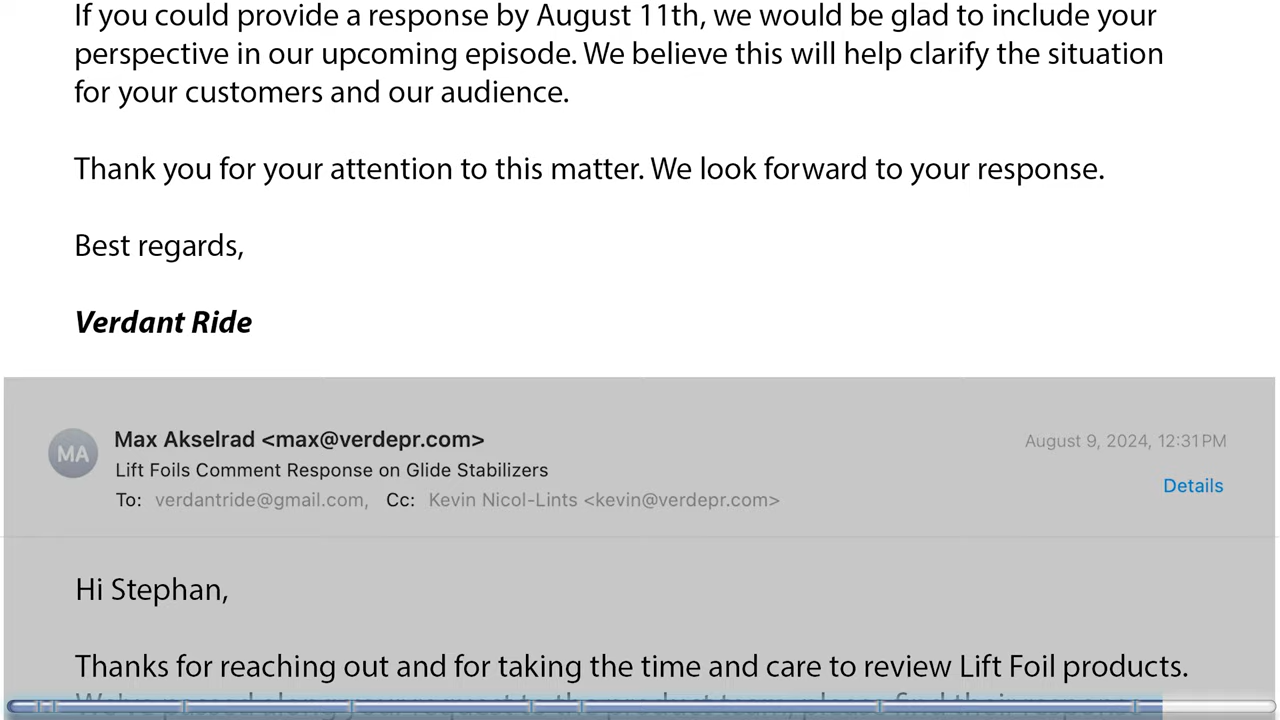 If you could provide a response by August 11th, we would be glad to include your
perspective in our upcoming episode. We believe this will help clarify the situation
for your customers and our audience.
Thank you for your attention to this matter. We look forward to your response.
Best regards,
Verdant Ride
MA
Max Akselrad <max@verdepr.com>
August 9, 2024, 12:31 PM
Lift Foils Comment Response on Glide Stabilizers
Details
To: verdantride@gmail.com, Cc: Kevin Nicol-Lints <kevin@verdepr.com>
Hi Stephan,
Thanks for reaching out and for taking the time and care to review Lift Foil products.